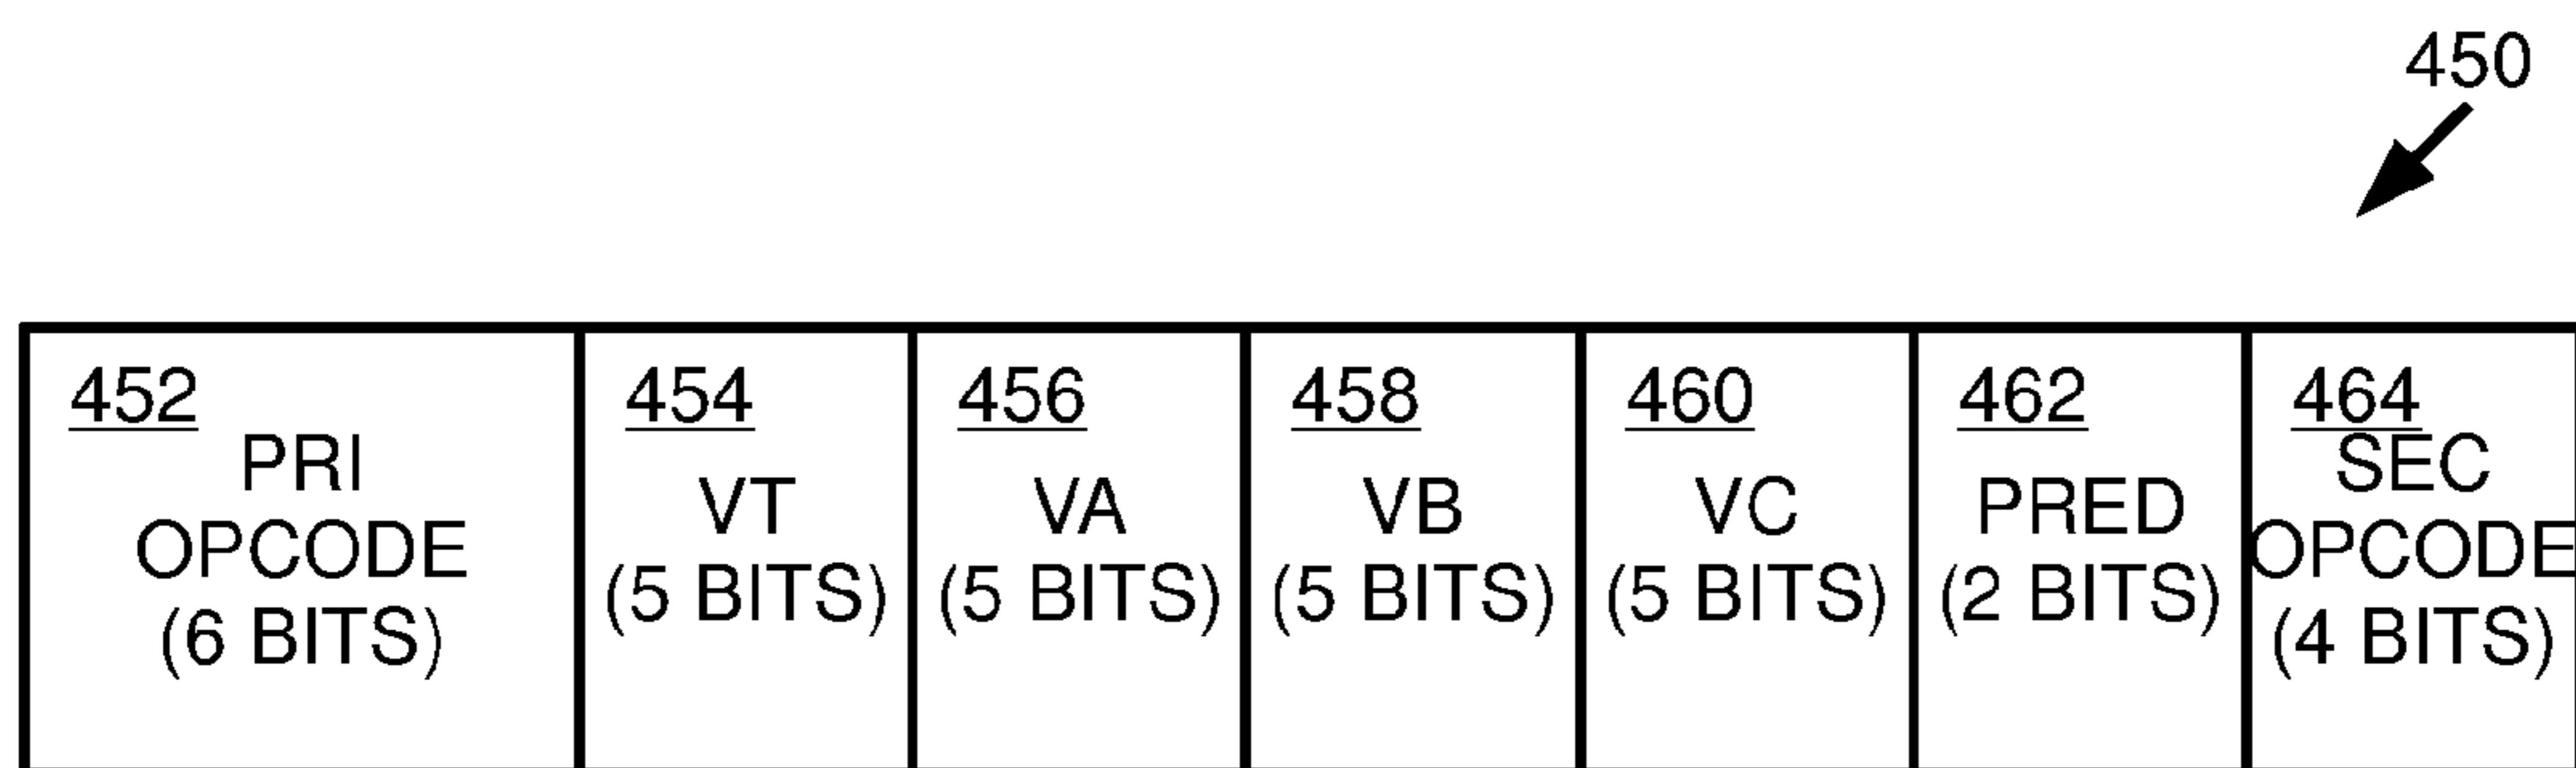 450
452
PRI
OPCODE
(6 BITS)
454
VT
(5 BITS)
456
VA
(5 BITS)
458
VB
(5 BITS)
460
VC
(5 BITS)
462
PRED
(2 BITS)
464
SEC
OPCODE
(4 BITS)